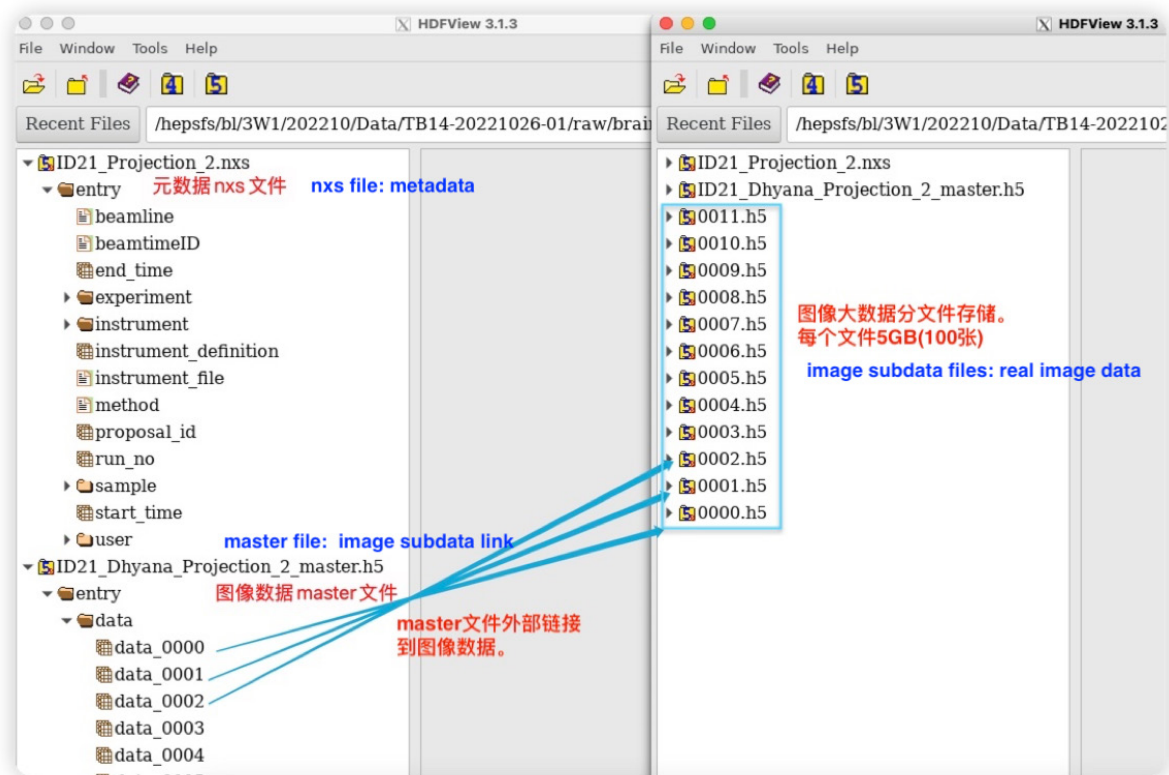 HDFView 3.1.3
File Window Tools Help
Recent Files /hepsfs/bl/3W1/202210/Data/TB14-20221026-01/raw/brai
ID21_Projection_2.nxs
entry 元数据nxs文件 nxs file: metadata
beamline
beamtimeID
end_time
experiment
instrument
instrument_definition
instrument_file
method
proposal_id
run_no
sample
start_time
user
master file: image subdata link
ID21_Dhyana_Projection_2_master.h5
entry 图像数据master文件
data
master文件外部链接
到图像数据。
data_0000
data_0001
data_0002
data_0003
data_0004
HDFView 3.1.3
File Window Tools Help
Recent Files /hepsfs/bl/3W1/202210/Data/TB14-2022102
ID21_Projection_2.nxs
ID21_Dhyana_Projection_2_master.h5
0011.h5
0010.h5
0009.h5
0008.h5
0007.h5
0006.h5
0005.h5
0004.h5
0003.h5
0002.h5
0001.h5
0000.h5
图像大数据分文件存储。
每个文件5GB(100张)
image subdata files: real image data